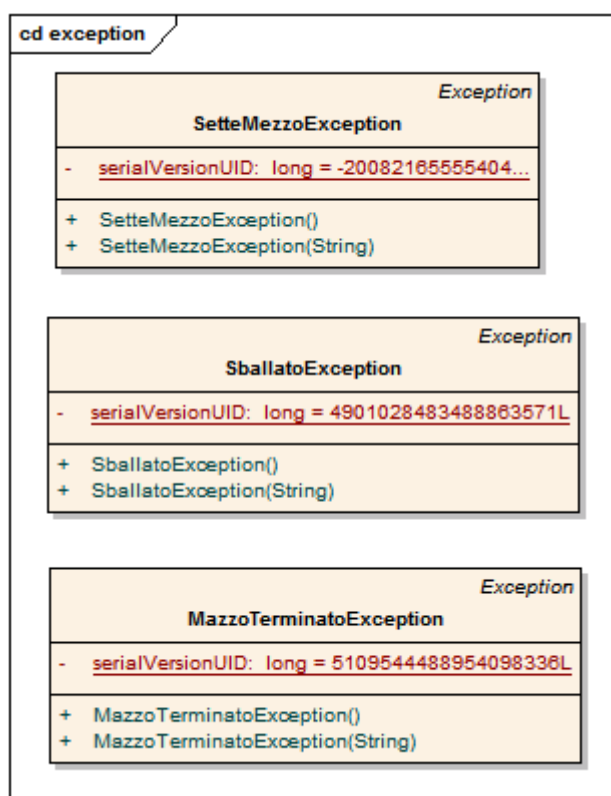 cd exception
Exception
SetteMezzoException
- serialVersionUID: long = -20082165555404...
+ SetteMezzoException()
+ SetteMezzoException(String)
Exception
SballatoException
- serialVersionUID: long = 4901028483488863571L
+ SballatoException()
+ SballatoException(String)
Exception
MazzoTerminatoException
- serialVersionUID: long = 5109544488954098336L
+ MazzoTerminatoException()
+ MazzoTerminatoException(String)